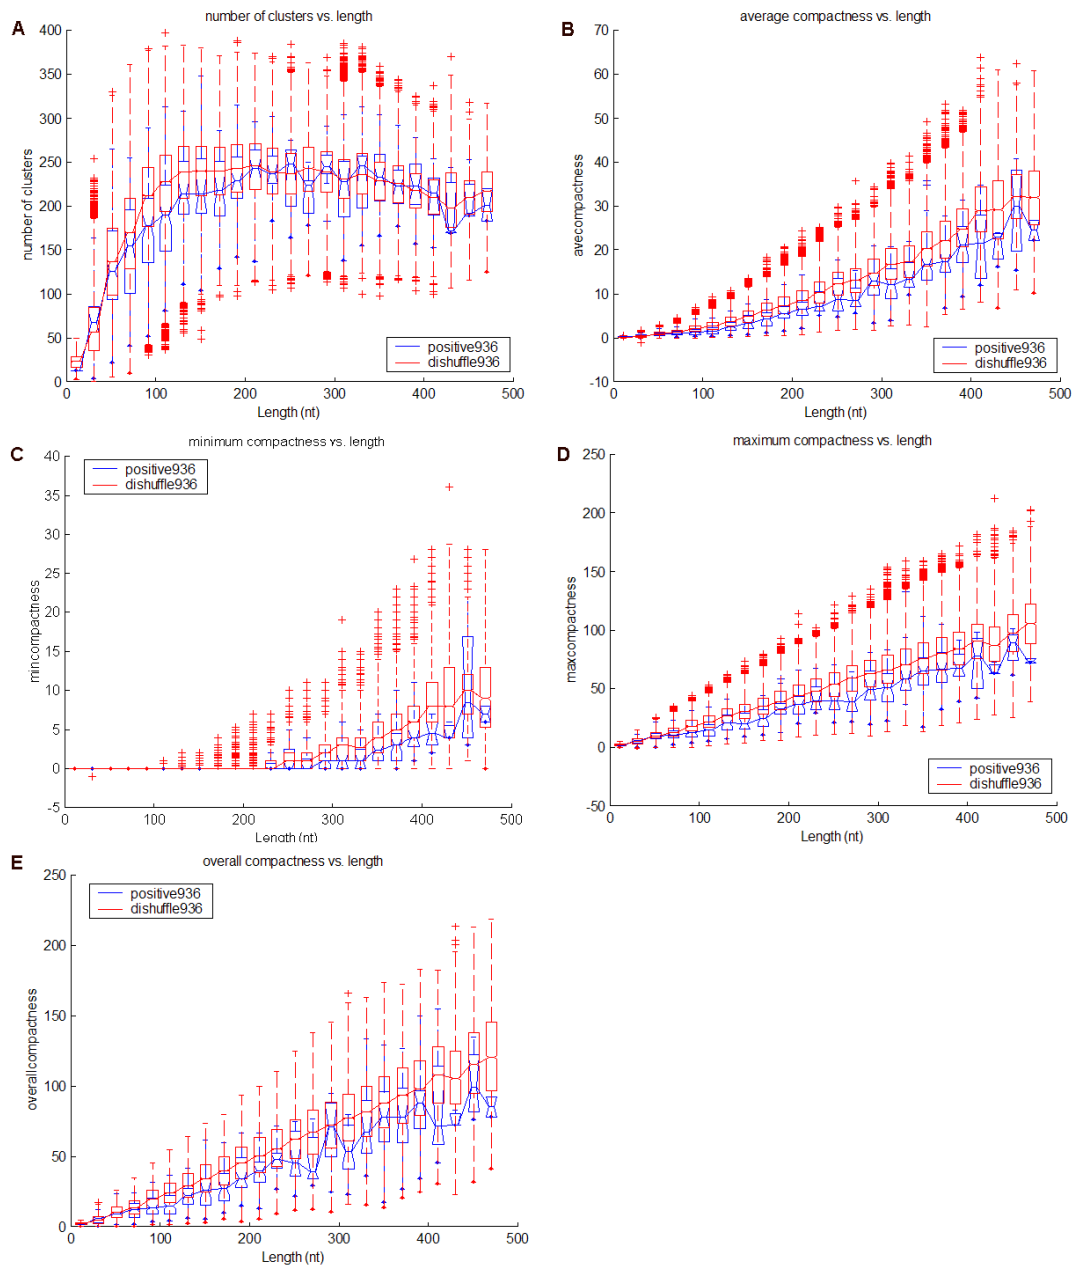 A
number of clusters vs. length
400
350
300
250
200
150
100
50
0
number of clusters
positive936
dishuffle936
0 100 200 300 400 500
Length (nt)
B
average compactness vs. length
70
60
50
40
30
20
10
0
-10
avecompactness
positive936
dishuffle936
0 100 200 300 400 500
Length (nt)
C
minimum compactness vs. length
40
35
30
25
20
15
10
5
0
-5
mincompactness
positive936
dishuffle936
0 100 200 300 400 500
Length (nt)
D
maximum compactness vs. length
250
200
150
100
50
0
-50
maxcompactness
positive936
dishuffle936
0 100 200 300 400 500
Length (nt)
E
overall compactness vs. length
250
200
150
100
50
0
overallcompactness
positive936
dishuffle936
0 100 200 300 400 500
Length (nt)